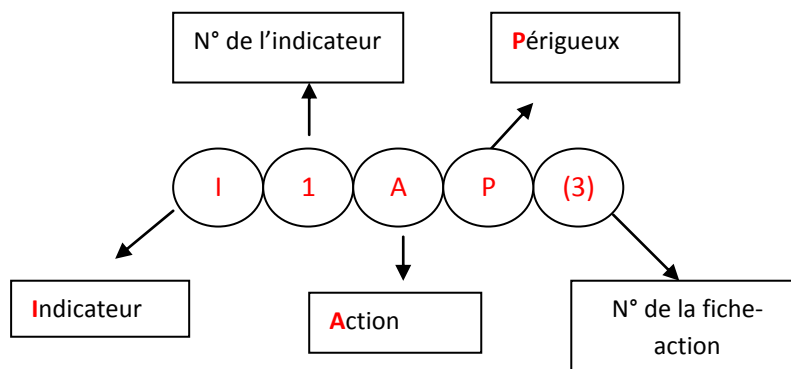 N° de l’indicateur
Périgueux
I 1 A P (3)
Indicateur
Action
N° de la fiche-
action